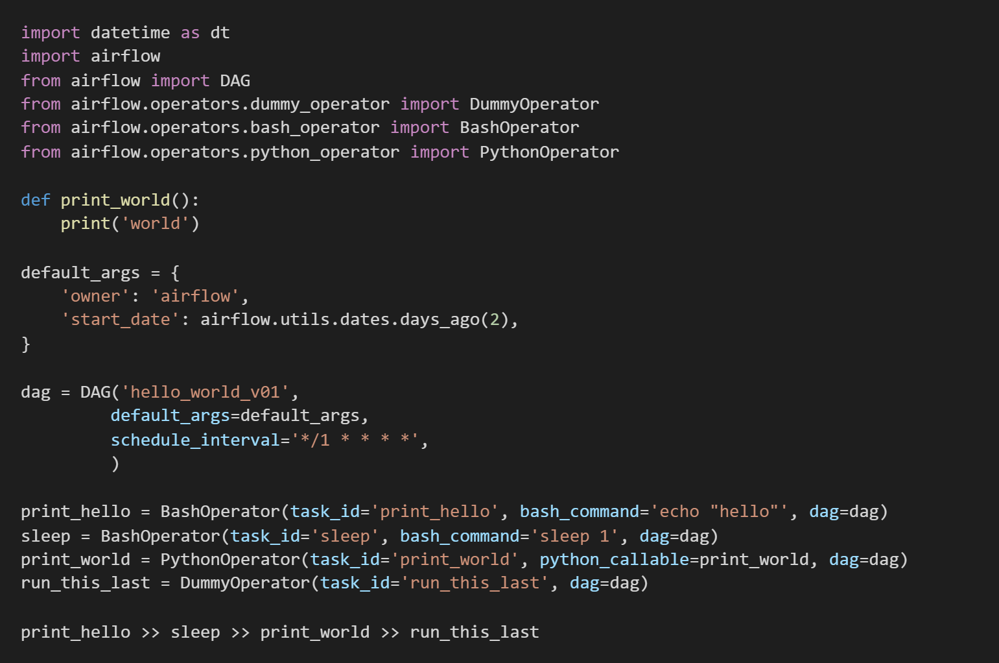 import datetime as dt
import airflow
from airflow import DAG
from airflow.operators.dummy_operator import DummyOperator
from airflow.operators.bash_operator import BashOperator
from airflow.operators.python_operator import PythonOperator

def print_world():
    print('world')

default_args = {
    'owner': 'airflow',
    'start_date': airflow.utils.dates.days_ago(2),
}

dag = DAG('hello_world_v01',
         default_args=default_args,
         schedule_interval='*/1 * * * *',
         )

print_hello = BashOperator(task_id='print_hello', bash_command='echo "hello"', dag=dag)
sleep = BashOperator(task_id='sleep', bash_command='sleep 1', dag=dag)
print_world = PythonOperator(task_id='print_world', python_callable=print_world, dag=dag)
run_this_last = DummyOperator(task_id='run_this_last', dag=dag)

print_hello >> sleep >> print_world >> run_this_last